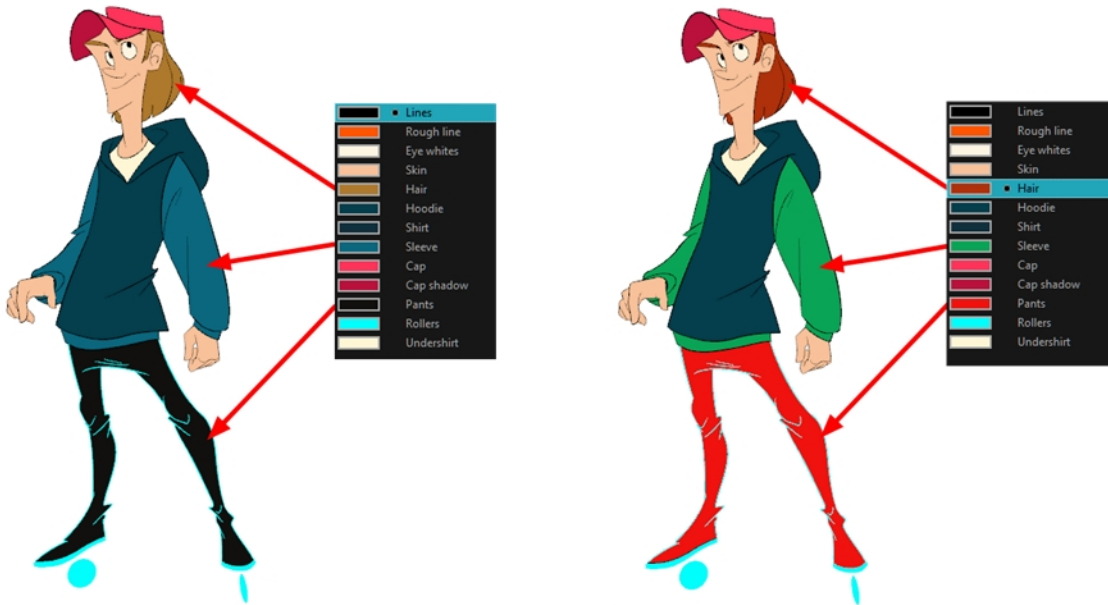 Lines
Rough line
Eye whites
Skin
Hair
Hoodie
Shirt
Sleeve
Cap
Cap shadow
Pants
Rollers
Undershirt
Lines
Rough line
Eye whites
Skin
Hair
Hoodie
Shirt
Sleeve
Cap
Cap shadow
Pants
Rollers
Undershirt